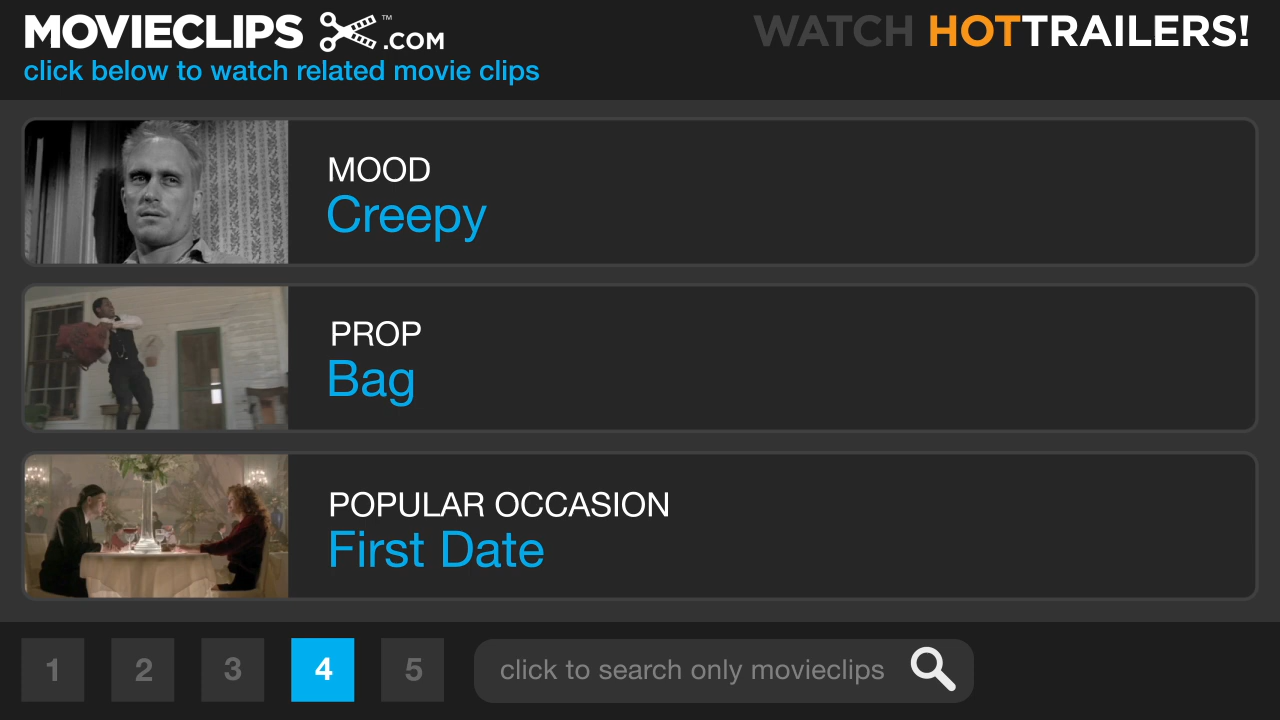 MOVIECLIPS ™ .COM
WATCH HOTTRAILERS!
click below to watch related movie clips
MOOD
Creepy
PROP
Bag
POPULAR OCCASION
First Date
1 2 3 4 5 click to search only movieclips